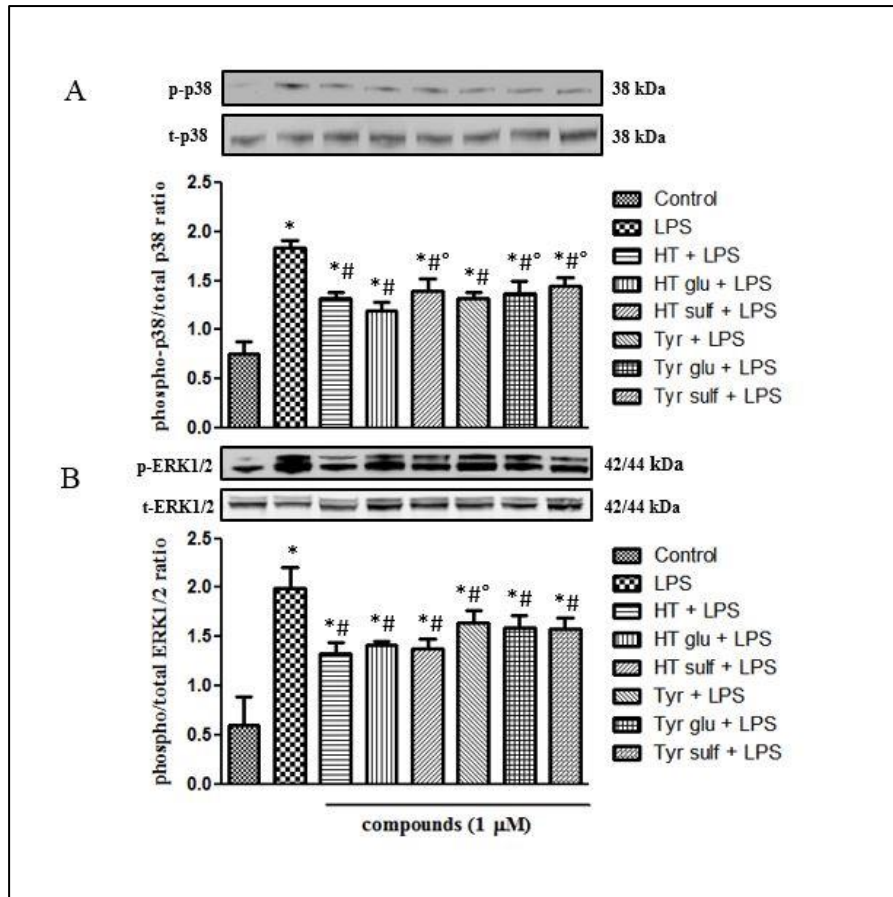 A
p-p38
38 kDa
t-p38
38 kDa
phospho-p38/total p38 ratio
2.5
2.0
1.5
1.0
0.5
0.0
*
*#
*#
*#°
*#
*#°
*#°
Control
LPS
HT + LPS
HT glu + LPS
HT sulf + LPS
Tyr + LPS
Tyr glu + LPS
Tyr sulf + LPS
B
p-ERK1/2
42/44 kDa
t-ERK1/2
42/44 kDa
phospho/total ERK1/2 ratio
2.5
2.0
1.5
1.0
0.5
0.0
*
*#
*#
*#
*#°
*#
*#
Control
LPS
HT + LPS
HT glu + LPS
HT sulf + LPS
Tyr + LPS
Tyr glu + LPS
Tyr sulf + LPS
compounds (1 µM)